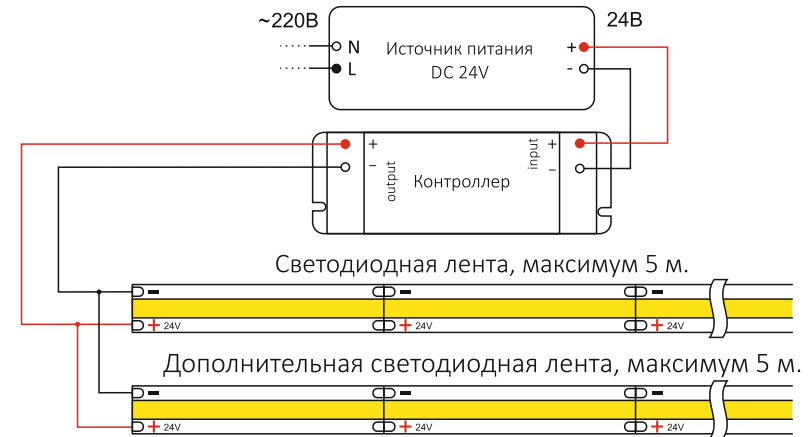 ~220В
24В
N
Источник питания
+
L
DC 24V
-
+
input
+
-
output
Контроллер
-
Светодиодная лента, максимум 5 м.
- - -
+ 24V + 24V + 24V
Дополнительная светодиодная лента, максимум 5 м.
- - -
+ 24V + 24V + 24V